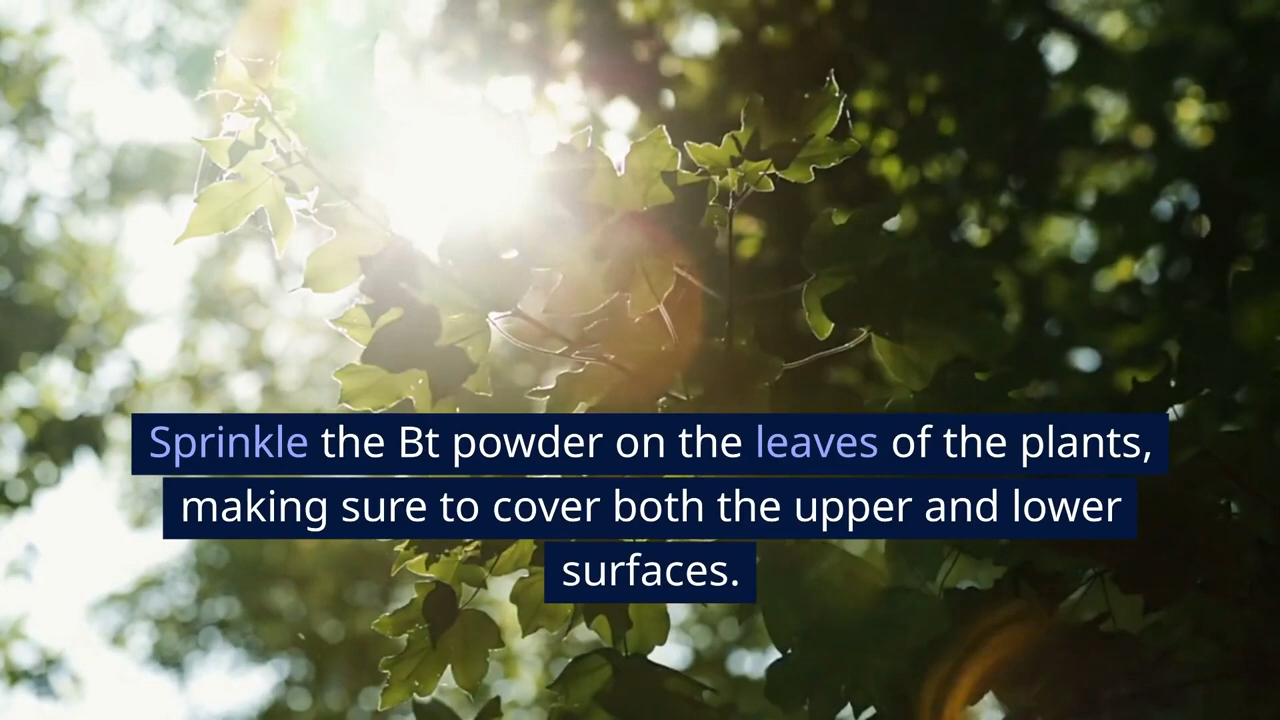 Sprinkle the Bt powder on the leaves of the plants,
making sure to cover both the upper and lower
surfaces.